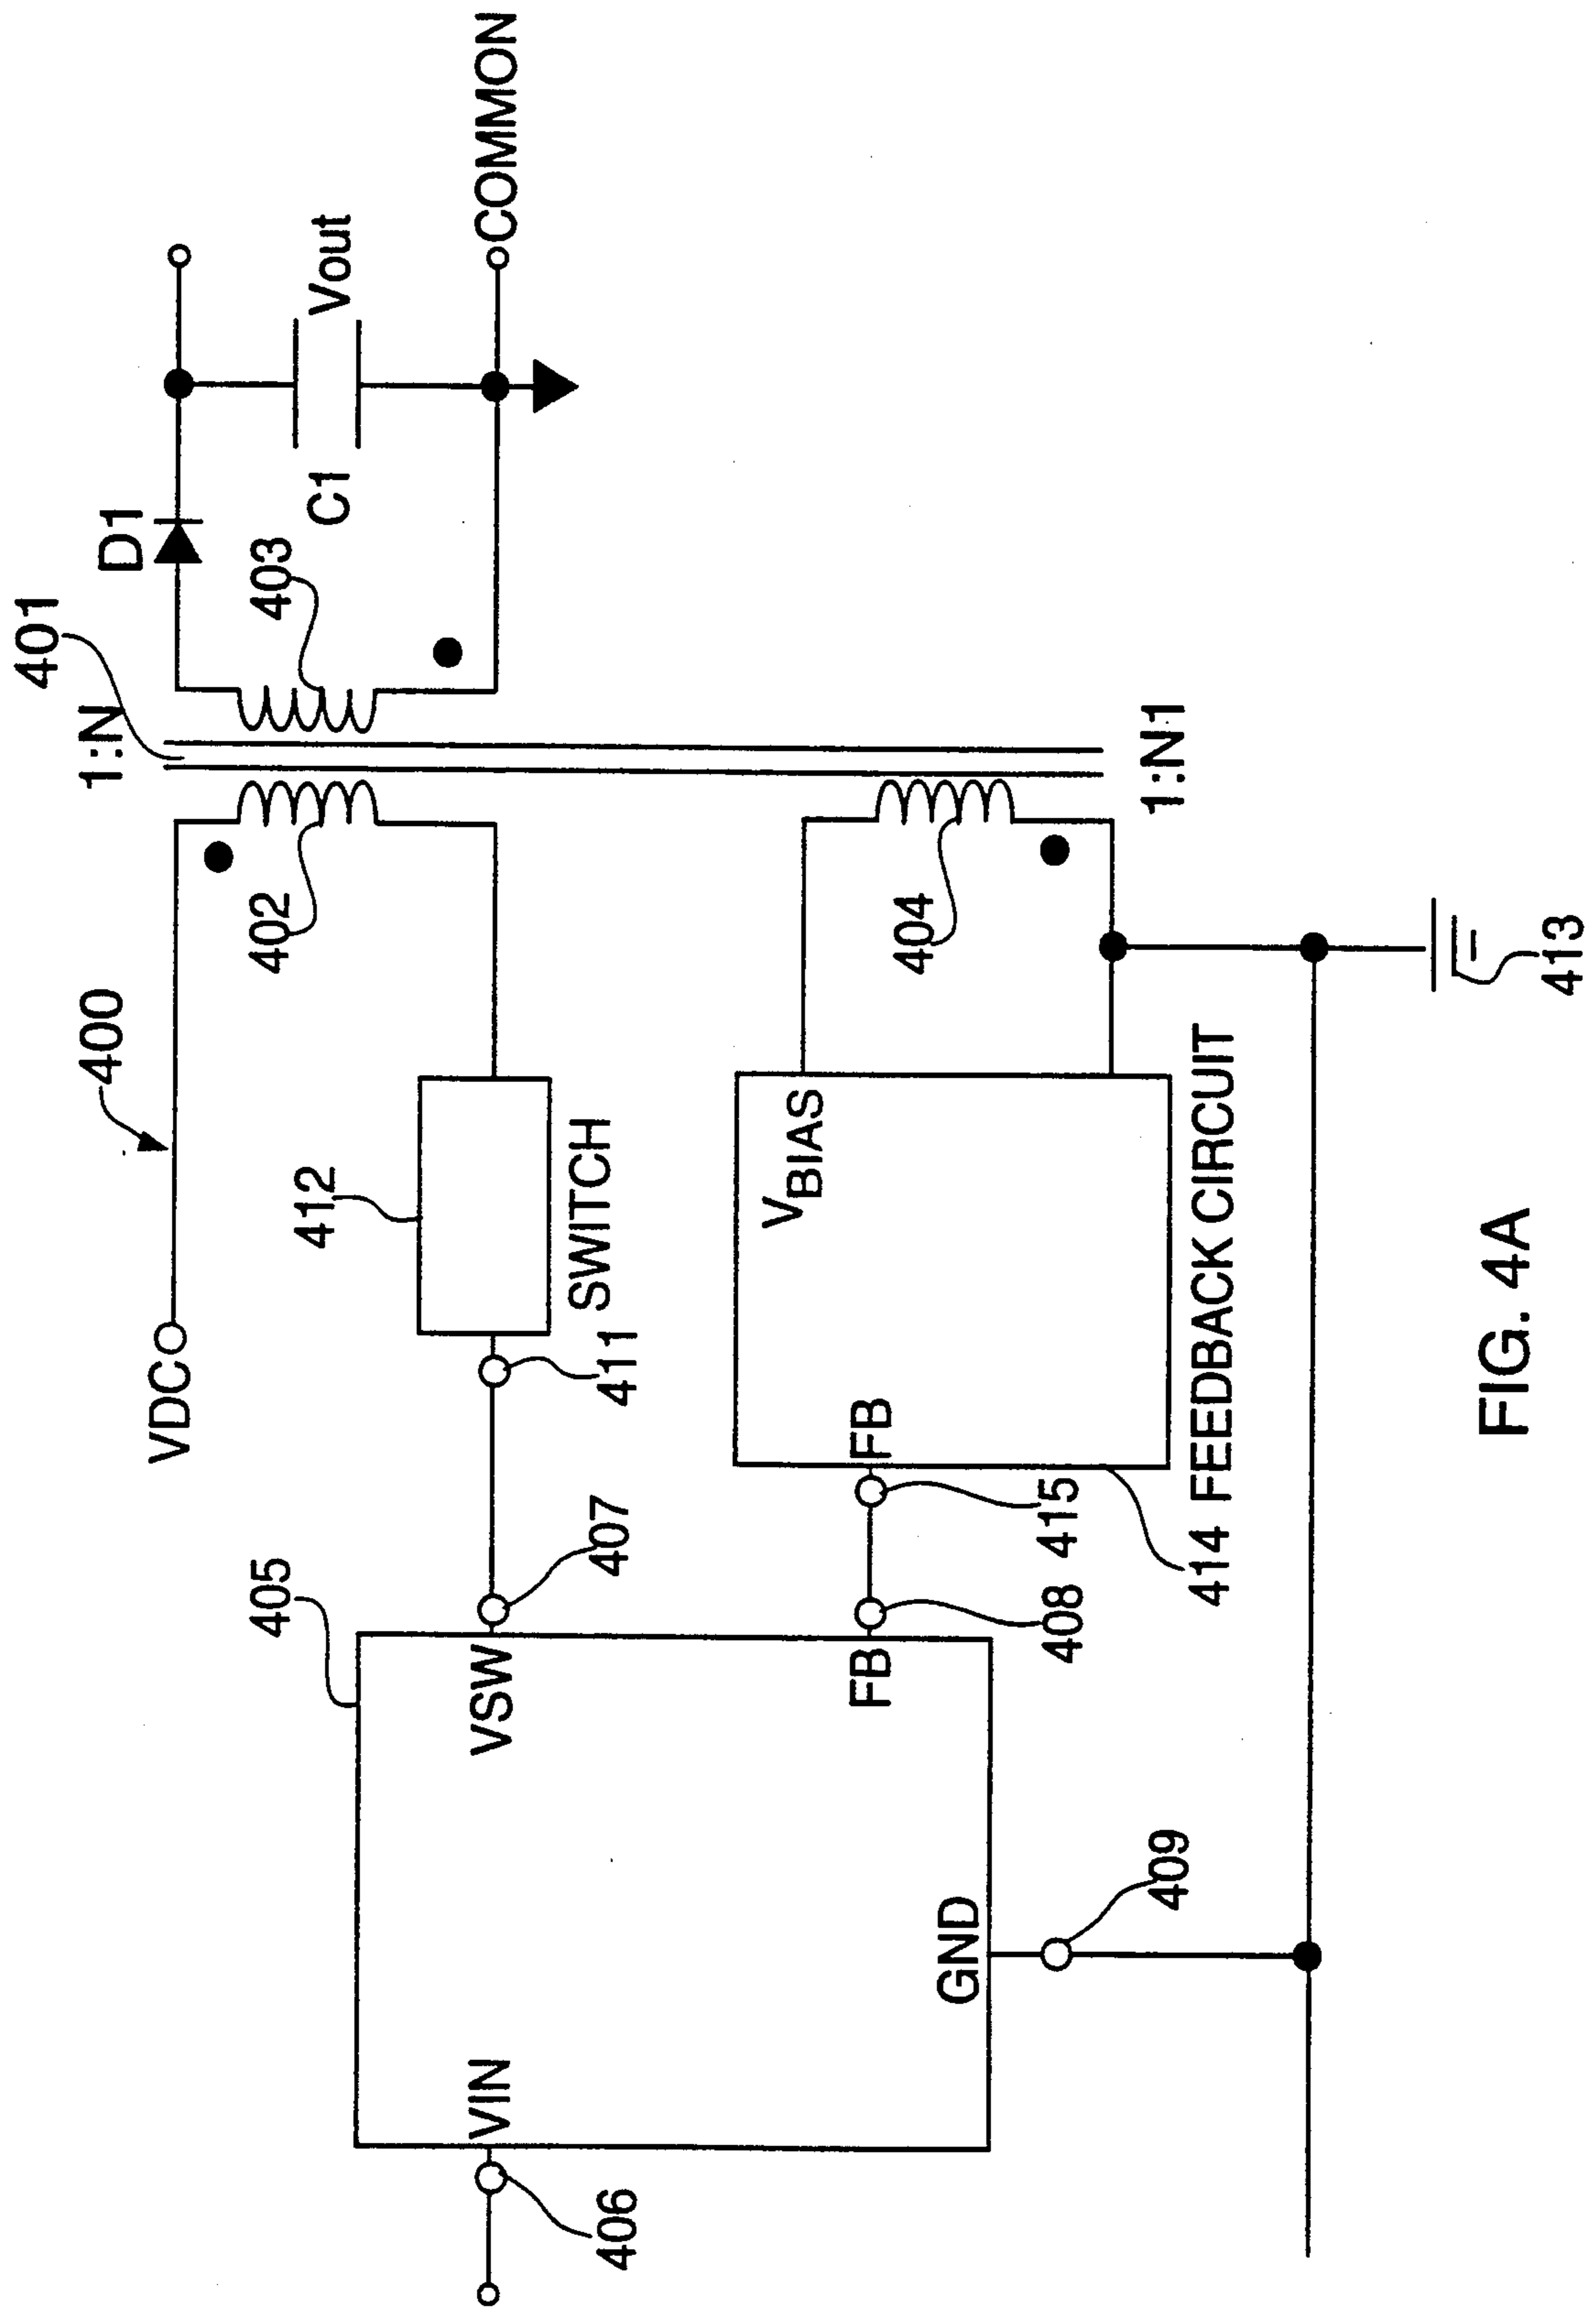 400
401
1:N
D1
VDC
402
403
C1
Vout
COMMON
412
SWITCH
411
407
405
VSW
VIN
406
FB
408
415
FB
VBIAS
404
1:N1
GND
409
414 FEEDBACK CIRCUIT
413
FIG. 4A